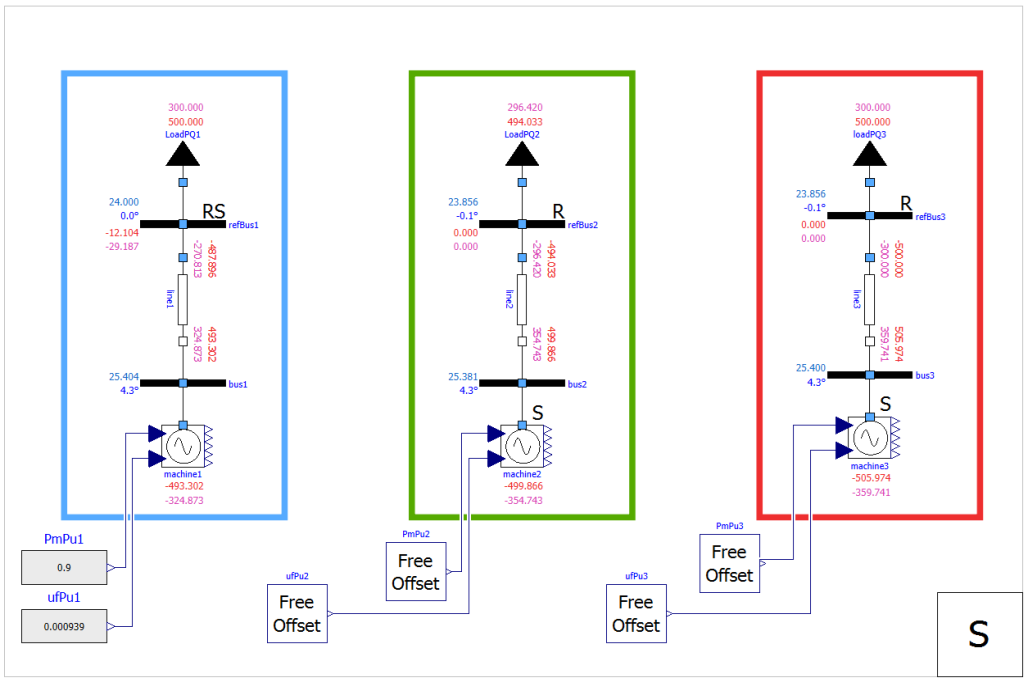 300.000
500.000
LoadPQ1
24.000
0.0°
-12.104
-29.187
RS
refBus1
-487.896
-270.813
line1
493.302
324.873
25.404
4.3°
bus1
machine1
-493.302
-324.873
PmPu1
0.9
ufPu1
0.000939
296.420
494.033
LoadPQ2
23.856
-0.1°
0.000
0.000
R
refBus2
-494.033
-296.420
line2
499.866
354.743
25.381
4.3°
bus2
S
machine2
-499.866
-354.743
PmPu2
Free
Offset
ufPu2
Free
Offset
300.000
500.000
loadPQ3
23.856
-0.1°
0.000
0.000
R
refBus3
-500.000
-300.000
line3
505.974
359.741
25.400
4.3°
bus3
S
machine3
-505.974
-359.741
PmPu3
Free
Offset
ufPu3
Free
Offset
S